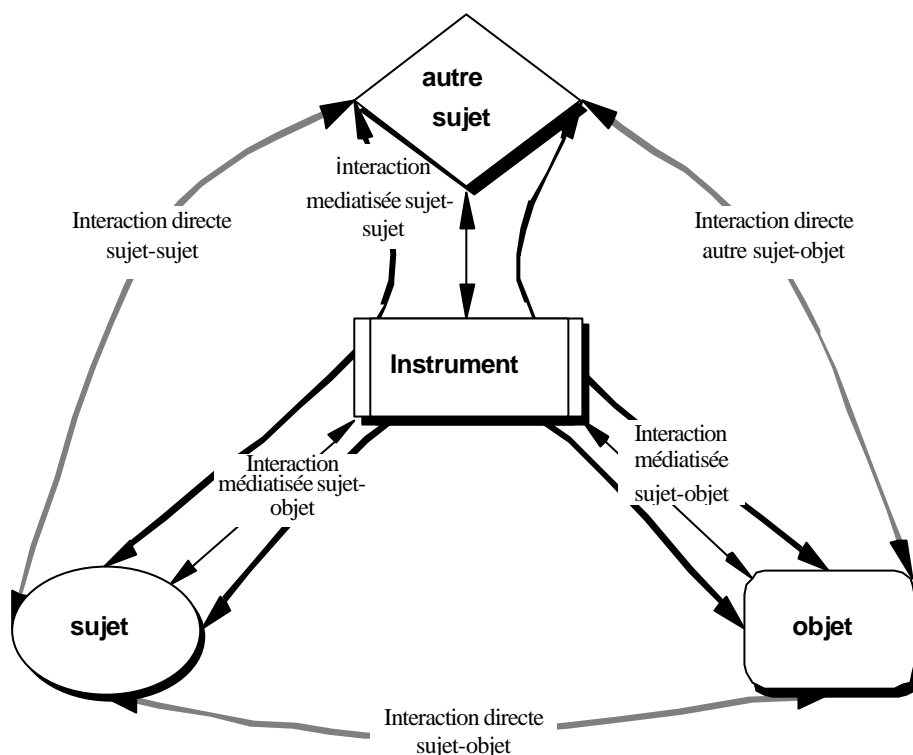 autre
sujet
interaction
mediatisée sujet-
sujet
Interaction directe
sujet-sujet
Interaction directe
autre sujet-objet
Instrument
Interaction
médiatisée sujet-
objet
Interaction
médiatisée
sujet-objet
sujet
objet
Interaction directe
sujet-objet